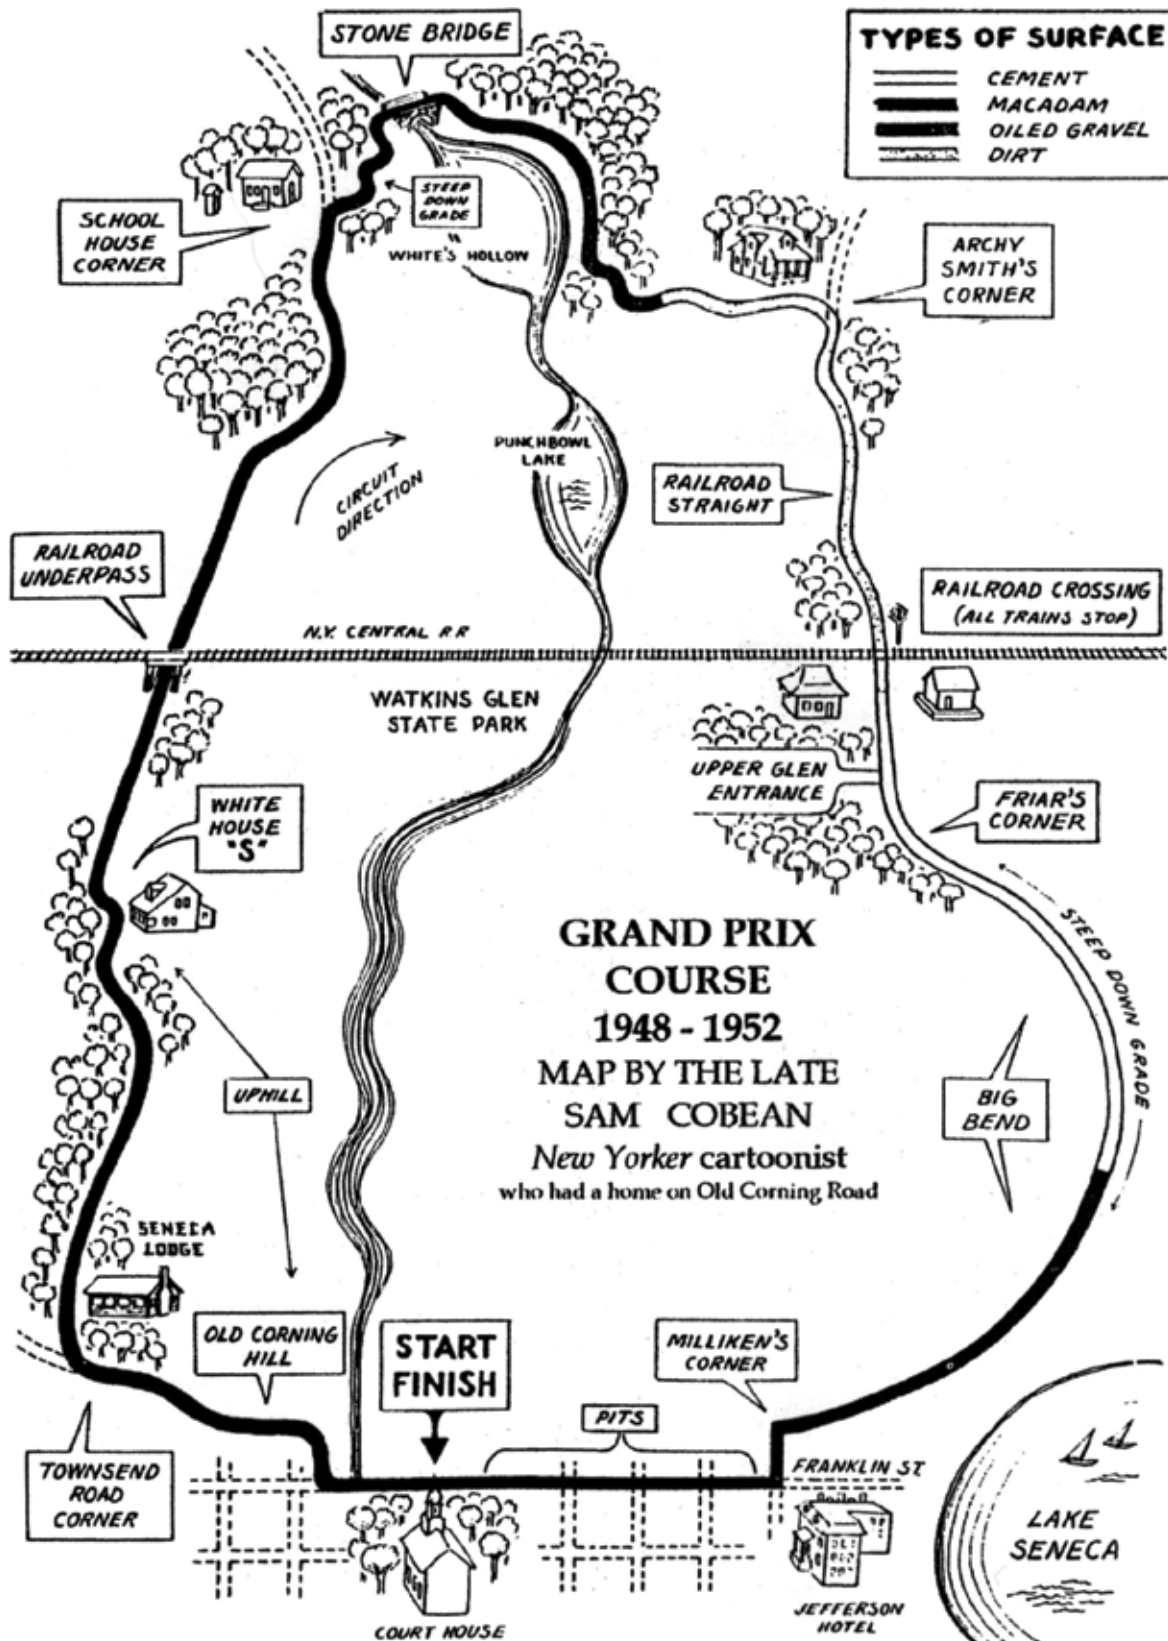 STONE BRIDGE
TYPES OF SURFACE
CEMENT
MACADAM
OILED GRAVEL
DIRT
STEEP
DOWN
GRADE
IN
WHITE'S HOLLOW
SCHOOL
HOUSE
CORNER
ARCHY
SMITH'S
CORNER
PUNCHBOWL
LAKE
CIRCUIT
DIRECTION
RAILROAD
STRAIGHT
RAILROAD
UNDERPASS
RAILROAD CROSSING
(ALL TRAINS STOP)
N.Y. CENTRAL R.R
WATKINS GLEN
STATE PARK
UPPER GLEN
ENTRANCE
FRIAR'S
CORNER
WHITE
HOUSE
"S"
STEEP DOWN GRADE
GRAND PRIX
COURSE
1948 - 1952
MAP BY THE LATE
SAM COBEAN
New Yorker cartoonist
who had a home on Old Corning Road
UPHILL
BIG
BEND
SENECA
LODGE
OLD CORNING
HILL
START
FINISH
MILLIKEN'S
CORNER
PITS
TOWNSEND
ROAD
CORNER
FRANKLIN ST.
LAKE
SENECA
COURT HOUSE
JEFFERSON
HOTEL